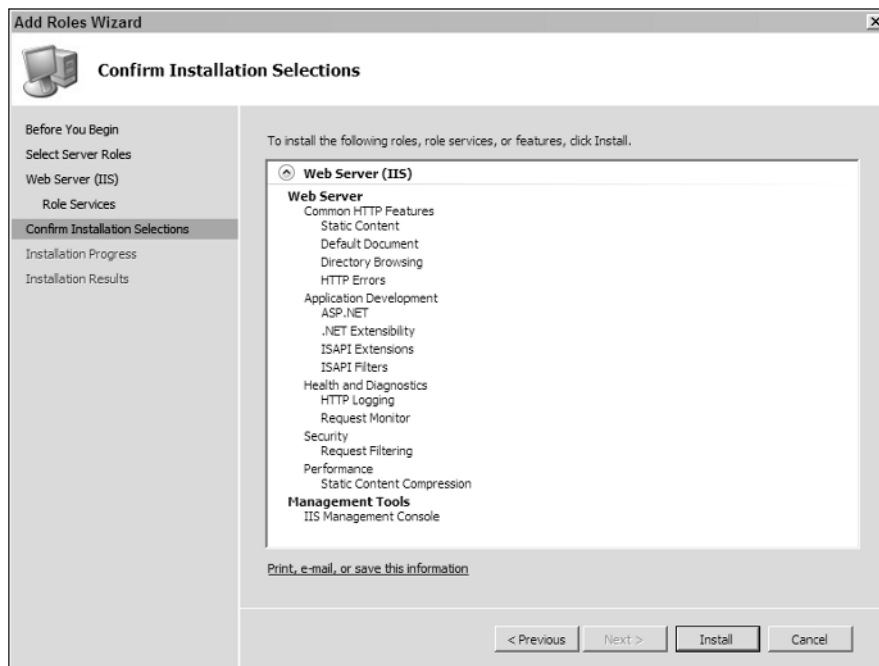 Add Roles Wizard
Confirm Installation Selections
Before You Begin
Select Server Roles
Web Server (IIS)
Role Services
Confirm Installation Selections
Installation Progress
Installation Results
To install the following roles, role services, or features, click Install.
Web Server (IIS)
Web Server
Common HTTP Features
Static Content
Default Document
Directory Browsing
HTTP Errors
Application Development
ASP.NET
.NET Extensibility
ISAPI Extensions
ISAPI Filters
Health and Diagnostics
HTTP Logging
Request Monitor
Security
Request Filtering
Performance
Static Content Compression
Management Tools
IIS Management Console
Print, e-mail, or save this information
< Previous
Next >
Install
Cancel